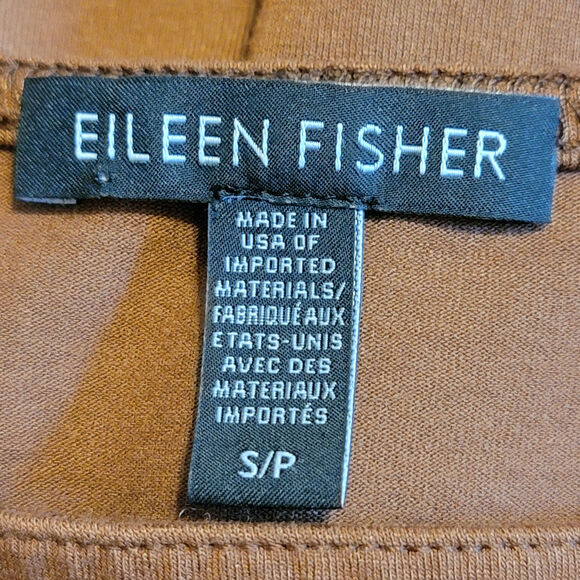 EILEEN FISHER
MADE IN
USA OF
IMPORTED
MATERIALS/
FABRIQUÉ AUX
ETATS-UNIS
AVEC DES
MATERIAUX
IMPORTÉS
S/P